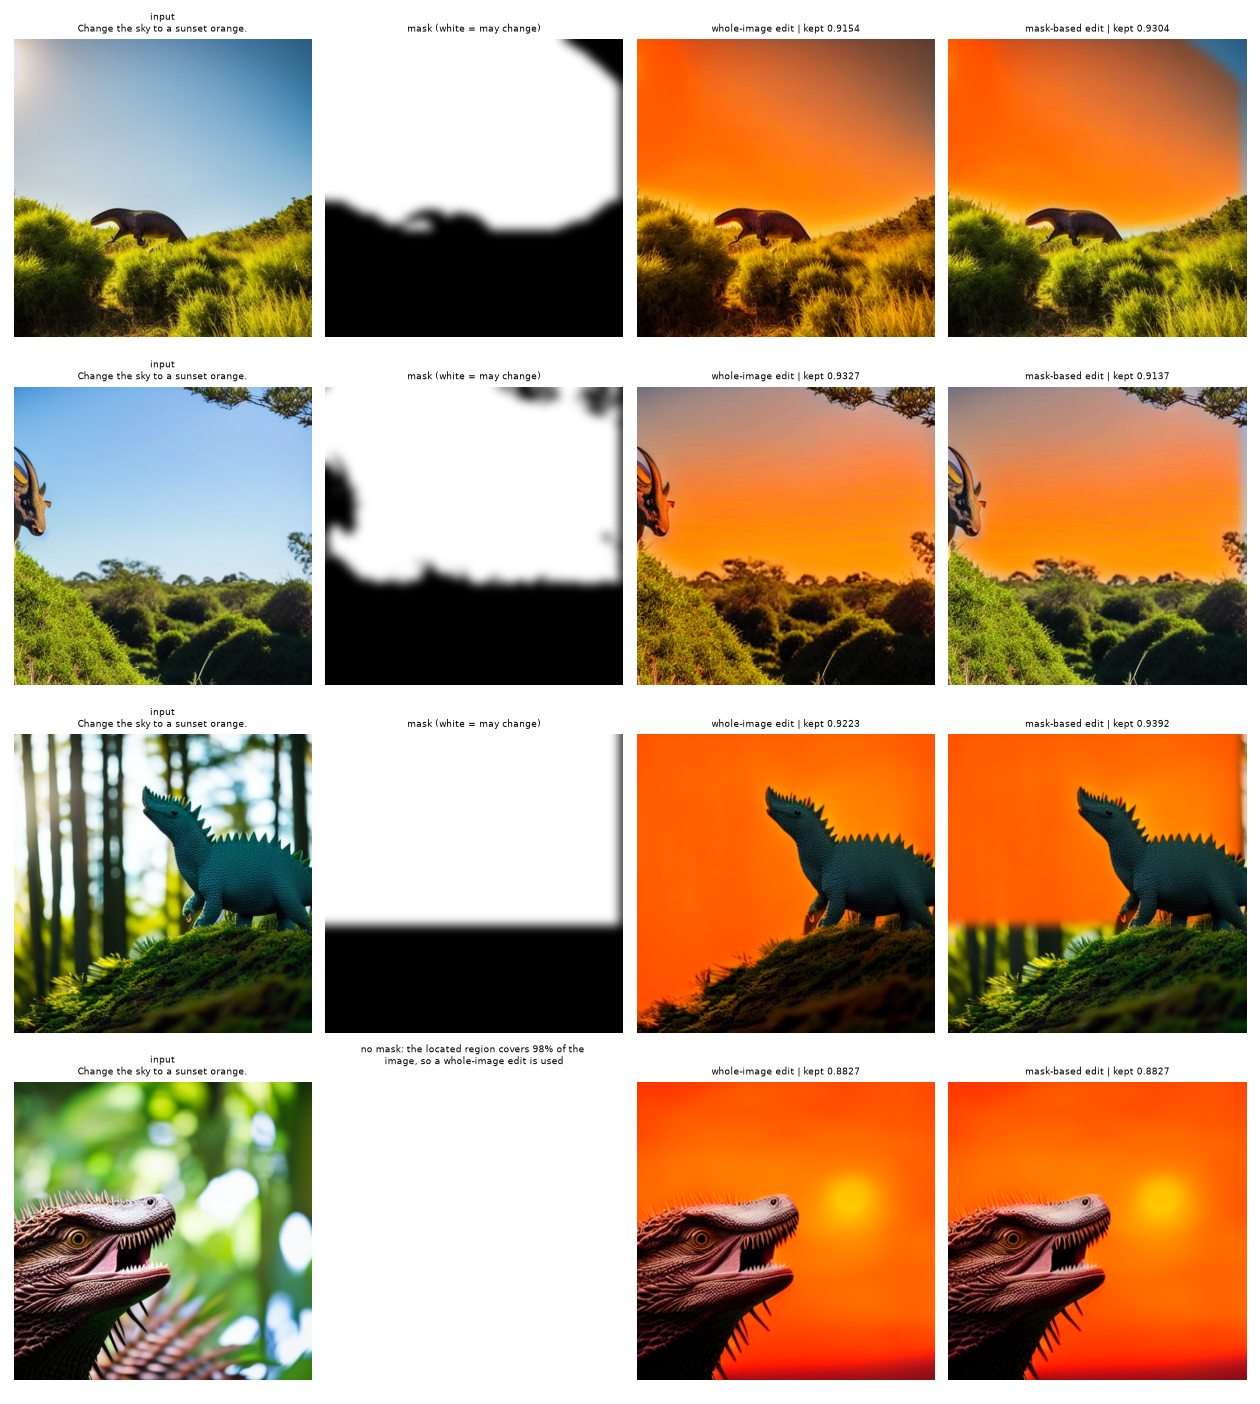 input
Change the sky to a sunset orange.
mask (white = may change)
whole-image edit | kept 0.9154
mask-based edit | kept 0.9304
input
Change the sky to a sunset orange.
mask (white = may change)
whole-image edit | kept 0.9327
mask-based edit | kept 0.9137
input
Change the sky to a sunset orange.
mask (white = may change)
whole-image edit | kept 0.9223
mask-based edit | kept 0.9392
input
Change the sky to a sunset orange.
no mask: the located region covers 98% of the
image, so a whole-image edit is used
whole-image edit | kept 0.8827
mask-based edit | kept 0.8827